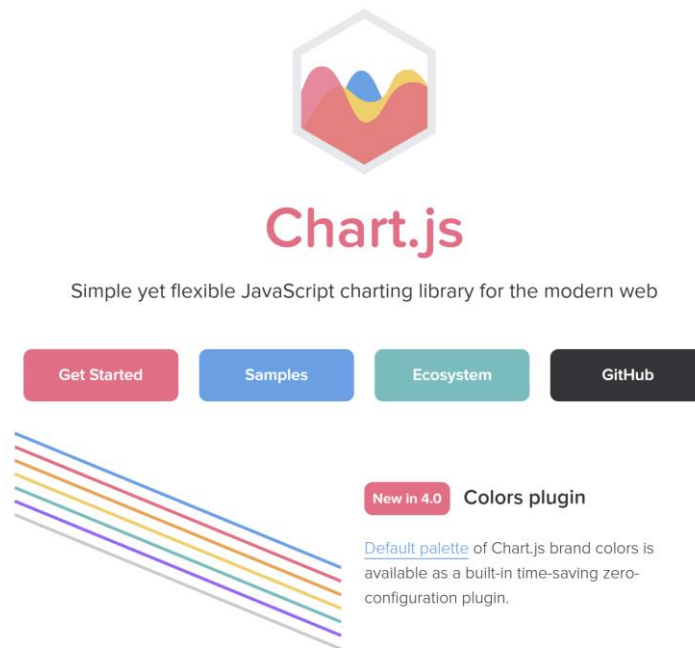 Chart.js
Simple yet flexible JavaScript charting library for the modern web
Get Started
Samples
Ecosystem
GitHub
New in 4.0
Colors plugin
Default palette of Chart.js brand colors is
available as a built-in time-saving zero-
configuration plugin.